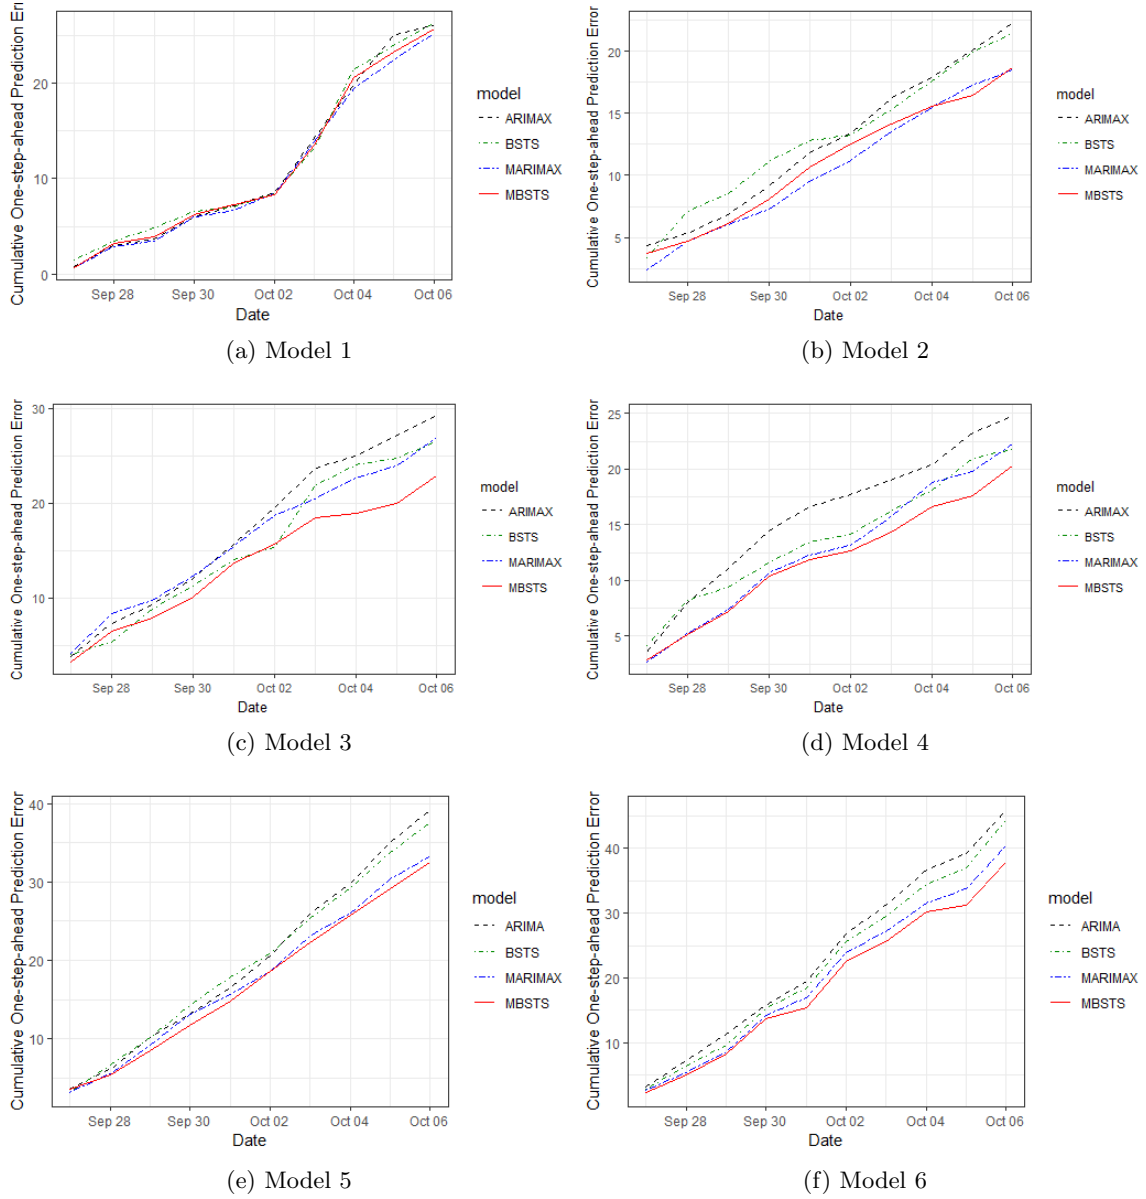 Cumulative One-step-ahead Prediction Err
20
10
0
Sep 28 Sep 30 Oct 02 Oct 04 Oct 06
Date
model
ARIMAX
BSTS
MARIMAX
MBSTS
(a) Model 1
Cumulative One-step-ahead Prediction Error
20
15
10
5
Sep 28 Sep 30 Oct 02 Oct 04 Oct 06
Date
model
ARIMAX
BSTS
MARIMAX
MBSTS
(b) Model 2
Cumulative One-step-ahead Prediction Error
30
20
10
Sep 28 Sep 30 Oct 02 Oct 04 Oct 06
Date
model
ARIMAX
BSTS
MARIMAX
MBSTS
(c) Model 3
Cumulative One-step-ahead Prediction Error
25
20
15
10
5
Sep 28 Sep 30 Oct 02 Oct 04 Oct 06
Date
model
ARIMAX
BSTS
MARIMAX
MBSTS
(d) Model 4
Cumulative One-step-ahead Prediction Error
40
30
20
10
Sep 28 Sep 30 Oct 02 Oct 04 Oct 06
Date
model
ARIMA
BSTS
MARIMAX
MBSTS
(e) Model 5
Cumulative One-step-ahead Prediction Error
40
30
20
10
Sep 28 Sep 30 Oct 02 Oct 04 Oct 06
Date
model
ARIMA
BSTS
MARIMAX
MBSTS
(f) Model 6